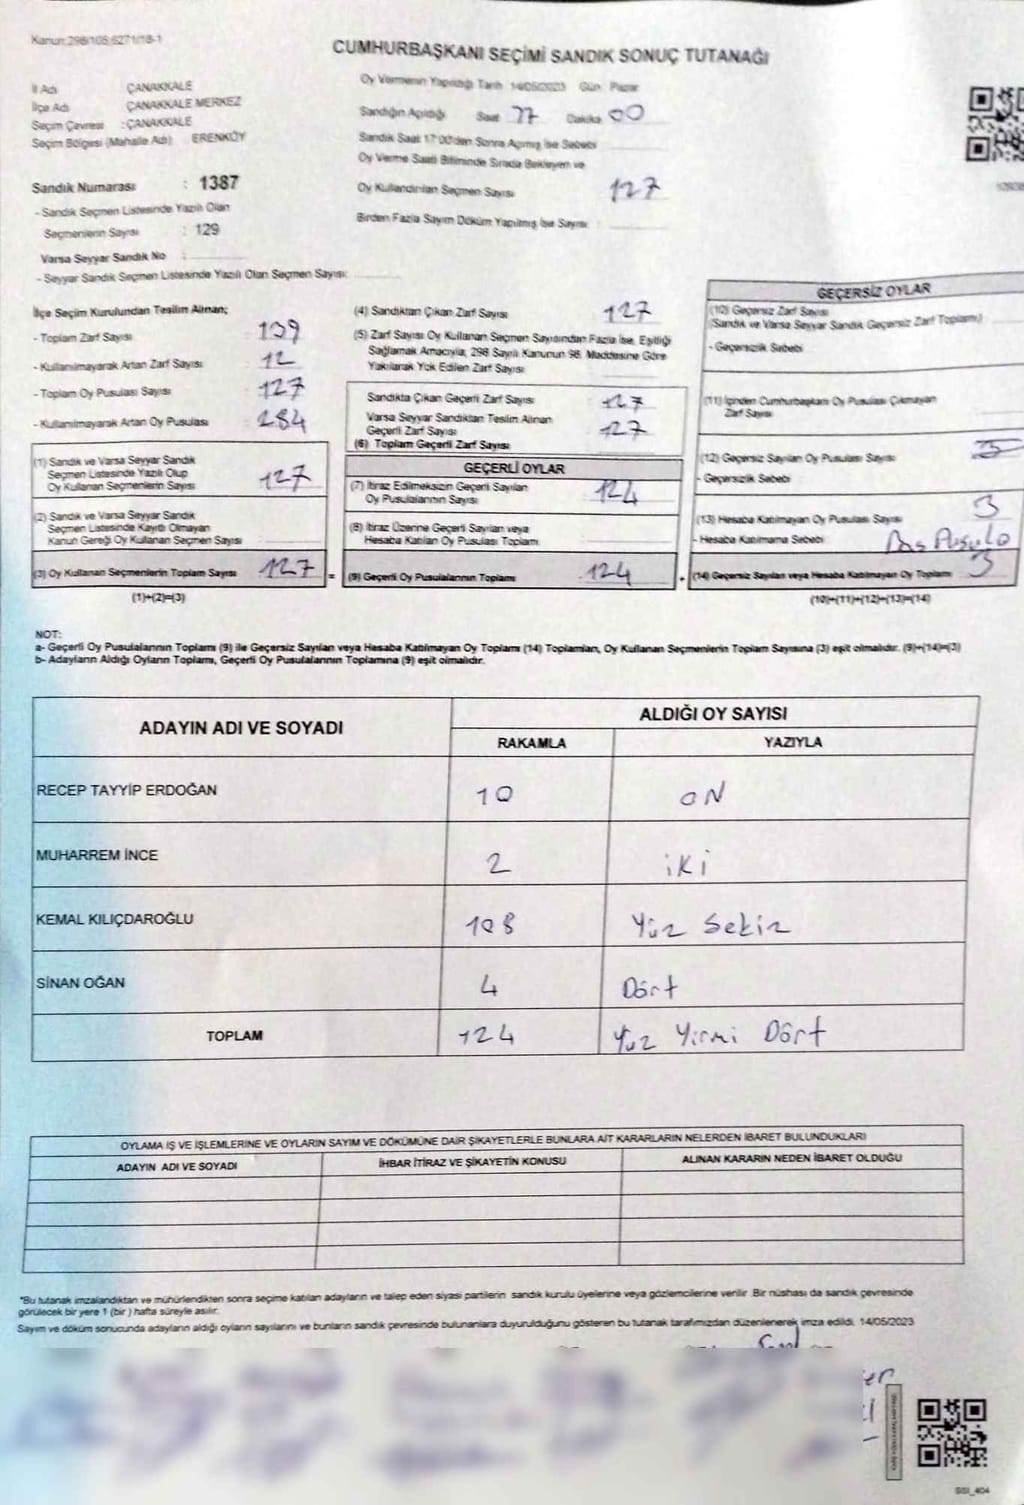 Kanun:298/105,6271/18-1
CUMHURBAŞKANI SEÇİMİ SANDIK SONUÇ TUTANAĞI
İl Adı ÇANAKKALE
İlçe Adı ÇANAKKALE MERKEZ
Seçim Çevresi :ÇANAKKALE
Seçim Bölgesi (Mahalle Adı) ERENKÖY
Oy Vermenin Yapıldığı Tarih 14/05/2023 Gün Pazar
Sandığın Açıldığı Saat 17 Dakika 00
Sandık Saat 17:00'den Sonra Açılmış İse Sebebi
Oy Verme Saati Bitiminde Sırada Bekleyen ve
Oy Kullandırılan Seçmen Sayısı 127
Birden Fazla Sayım Döküm Yapılmış İse Sayısı :
Sandık Numarası : 1387
- Sandık Seçmen Listesinde Yazılı Olan
Seçmenlerin Sayısı : 129
Varsa Seyyar Sandık No :
- Seyyar Sandık Seçmen Listesinde Yazılı Olan Seçmen Sayısı:
İlçe Seçim Kurulundan Teslim Alınan;
- Toplam Zarf Sayısı : 139
- Kullanılmayarak Artan Zarf Sayısı : 12
- Toplam Oy Pusulası Sayısı : 127
- Kullanılmayarak Artan Oy Pusulası : 284
(1) Sandık ve Varsa Seyyar Sandık
Seçmen Listesinde Yazılı Olup
Oy Kullanan Seçmenlerin Sayısı : 127
(2) Sandık ve Varsa Seyyar Sandık
Seçmen Listesinde Kayıtlı Olmayan
Kanun Gereği Oy Kullanan Seçmen Sayısı :
(3) Oy Kullanan Seçmenlerin Toplam Sayısı : 127 =
(1)+(2)=(3)
(4) Sandıktan Çıkan Zarf Sayısı : 127
(5) Zarf Sayısı Oy Kullanan Seçmen Sayısından Fazla İse, Eşitliği
Sağlamak Amacıyla, 298 Sayılı Kanunun 98. Maddesine Göre
Yakılarak Yok Edilen Zarf Sayısı :
Sandıkta Çıkan Geçerli Zarf Sayısı : 127
Varsa Seyyar Sandıktan Teslim Alınan
Geçerli Zarf Sayısı : 127
(6) Toplam Geçerli Zarf Sayısı
GEÇERLİ OYLAR
(7) İtiraz Edilmeksizin Geçerli Sayılan
Oy Pusulalarının Sayısı : 124
(8) İtiraz Üzerine Geçerli Sayılan veya
Hesaba Katılan Oy Pusulası Toplamı :
(9) Geçerli Oy Pusulalarının Toplamı : 124 +
GEÇERSİZ OYLAR
(10) Geçersiz Zarf Sayısı
(Sandık ve Varsa Seyyar Sandık Geçersiz Zarf Toplamı)
- Geçersizlik Sebebi
(11) İçinden Cumhurbaşkanı Oy Pusulası Çıkmayan
Zarf Sayısı
(12) Geçersiz Sayılan Oy Pusulası Sayısı
- Geçersizlik Sebebi
(13) Hesaba Katılmayan Oy Pusulası Sayısı 3
- Hesaba Katılmama Sebebi : Pusula
(14) Geçersiz Sayılan veya Hesaba Katılmayan Oy Toplamı 3
(10)+(11)+(12)+(13)=(14)
NOT:
a- Geçerli Oy Pusulalarının Toplamı (9) ile Geçersiz Sayılan veya Hesaba Katılmayan Oy Toplamı (14) Toplamları, Oy Kullanan Seçmenlerin Toplam Sayısına (3) eşit olmalıdır. (9)+(14)=(3)
b- Adayların Aldığı Oyların Toplamı, Geçerli Oy Pusulalarının Toplamına (9) eşit olmalıdır.
ADAYIN ADI VE SOYADI ALDIĞI OY SAYISI
RAKAMLA YAZIYLA
RECEP TAYYİP ERDOĞAN 10 ON
MUHARREM İNCE 2 iki
KEMAL KILIÇDAROĞLU 108 Yüz Sekiz
SİNAN OĞAN 4 Dört
TOPLAM 124 Yüz Yirmi Dört
OYLAMA İŞ VE İŞLEMLERİNE VE OYLARIN SAYIM VE DÖKÜMÜNE DAİR ŞİKAYETLERLE BUNLARA AİT KARARLARIN NELERDEN İBARET BULUNDUKLARI
ADAYIN ADI VE SOYADI İHBAR İTİRAZ VE ŞİKAYETİN KONUSU ALINAN KARARIN NEDEN İBARET OLDUĞU
*Bu tutanak imzalandıktan ve mühürlendikten sonra seçime katılan adayların ve talep eden siyasi partilerin sandık kurulu üyelerine veya gözlemcilerine verilir. Bir nüshası da sandık çevresinde
görülecek bir yere 1 (bir ) hafta süreyle asılır.
Sayım ve döküm sonucunda adayların aldığı oyların sayılarını ve bunların sandık çevresinde bulunanlara duyurulduğunu gösteren bu tutanak tarafımızdan düzenlenerek imza edildi. 14/05/2023
SSI_404